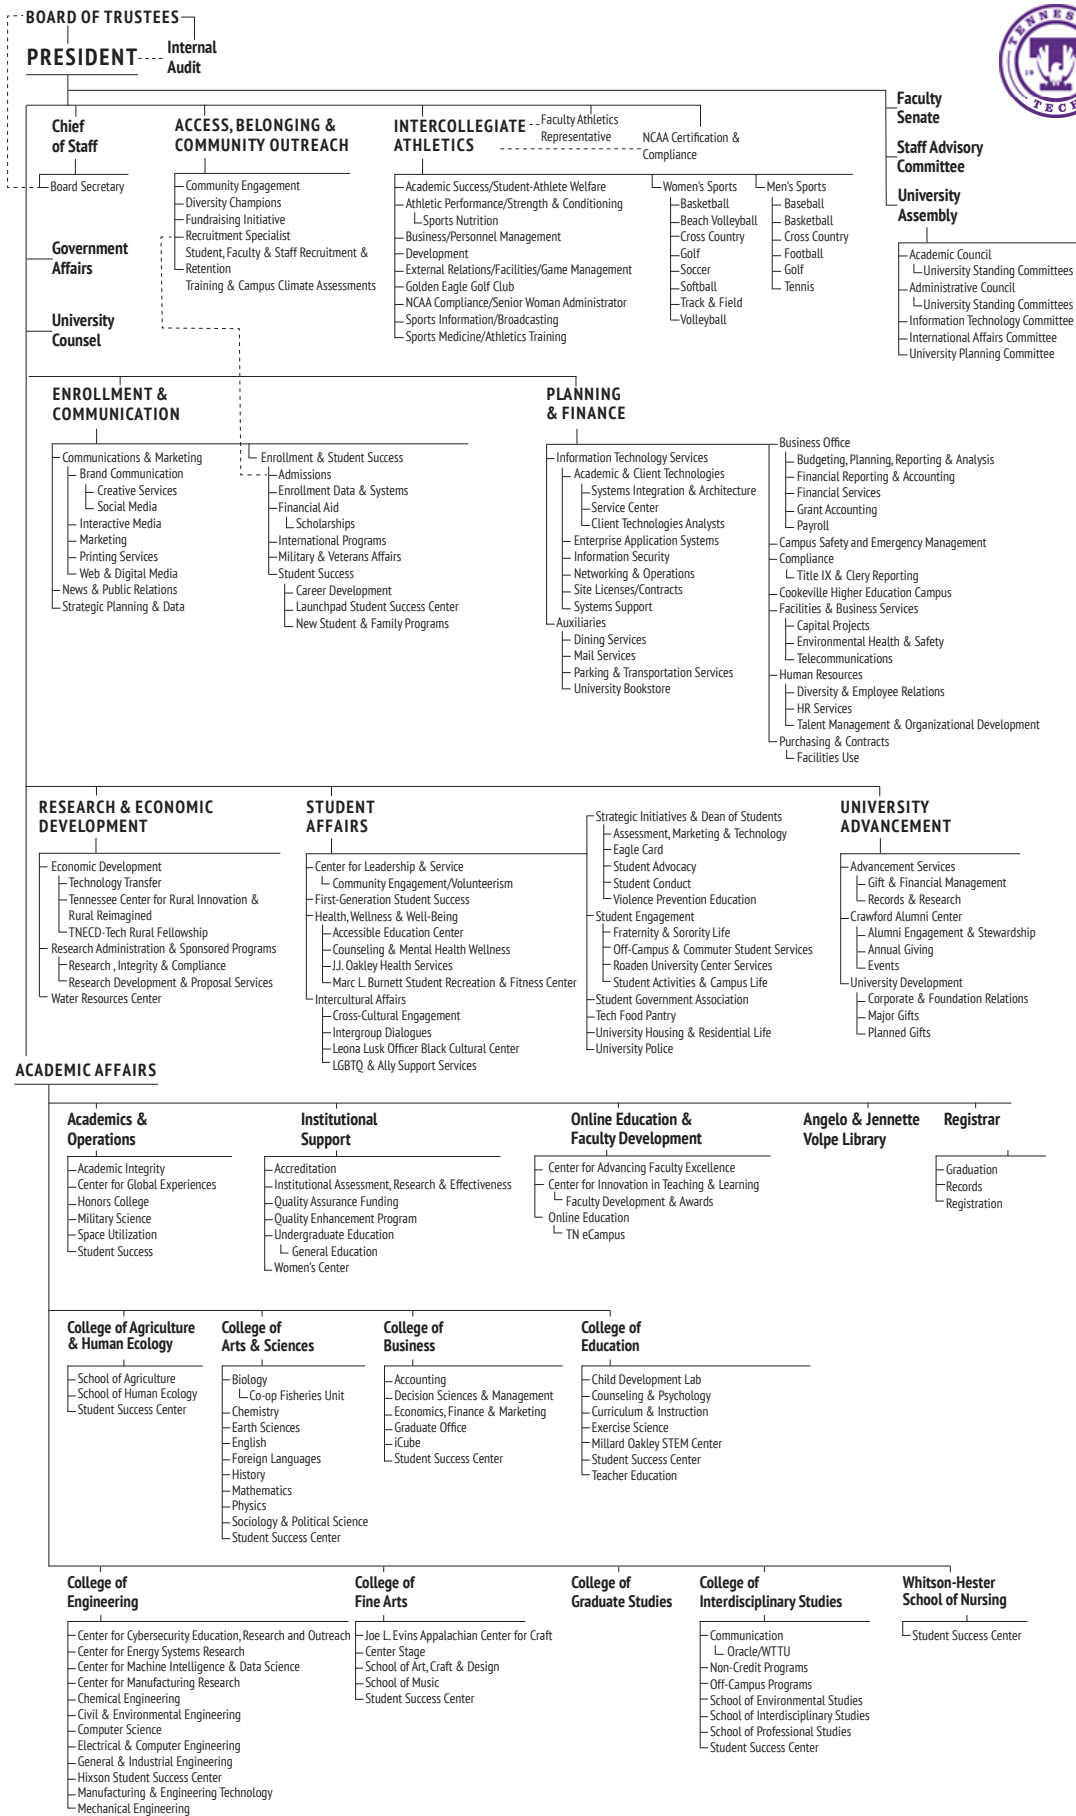 BOARD OF TRUSTEES
PRESIDENT
Internal
Audit
TENNES
19
TECH
Faculty
Senate
Staff Advisory
Committee
University
Assembly
Academic Council
University Standing Committees
Administrative Council
University Standing Committees
Information Technology Committee
International Affairs Committee
University Planning Committee
Chief
of Staff
Board Secretary
Government
Affairs
University
Counsel
ACCESS, BELONGING &
COMMUNITY OUTREACH
Community Engagement
Diversity Champions
Fundraising Initiative
Recruitment Specialist
Student, Faculty & Staff Recruitment &
Retention
Training & Campus Climate Assessments
INTERCOLLEGIATE
ATHLETICS
Faculty Athletics
Representative
NCAA Certification &
Compliance
Academic Success/Student-Athlete Welfare
Athletic Performance/Strength & Conditioning
Sports Nutrition
Business/Personnel Management
Development
External Relations/Facilities/Game Management
Golden Eagle Golf Club
NCAA Compliance/Senior Woman Administrator
Sports Information/Broadcasting
Sports Medicine/Athletics Training
Women's Sports
Basketball
Beach Volleyball
Cross Country
Golf
Soccer
Softball
Track & Field
Volleyball
Men's Sports
Baseball
Basketball
Cross Country
Football
Golf
Tennis
ENROLLMENT &
COMMUNICATION
Communications & Marketing
Brand Communication
Creative Services
Social Media
Interactive Media
Marketing
Printing Services
Web & Digital Media
News & Public Relations
Strategic Planning & Data
Enrollment & Student Success
Admissions
Enrollment Data & Systems
Financial Aid
Scholarships
International Programs
Military & Veterans Affairs
Student Success
Career Development
Launchpad Student Success Center
New Student & Family Programs
PLANNING
& FINANCE
Information Technology Services
Academic & Client Technologies
Systems Integration & Architecture
Service Center
Client Technologies Analysts
Enterprise Application Systems
Information Security
Networking & Operations
Site Licenses/Contracts
Systems Support
Auxiliaries
Dining Services
Mail Services
Parking & Transportation Services
University Bookstore
Business Office
Budgeting, Planning, Reporting & Analysis
Financial Reporting & Accounting
Financial Services
Grant Accounting
Payroll
Campus Safety and Emergency Management
Compliance
Title IX & Clery Reporting
Cookeville Higher Education Campus
Facilities & Business Services
Capital Projects
Environmental Health & Safety
Telecommunications
Human Resources
Diversity & Employee Relations
HR Services
Talent Management & Organizational Development
Purchasing & Contracts
Facilities Use
RESEARCH & ECONOMIC
DEVELOPMENT
Economic Development
Technology Transfer
Tennessee Center for Rural Innovation &
Rural Reimagined
TNECD-Tech Rural Fellowship
Research Administration & Sponsored Programs
Research , Integrity & Compliance
Research Development & Proposal Services
Water Resources Center
STUDENT
AFFAIRS
Center for Leadership & Service
Community Engagement/Volunteerism
First-Generation Student Success
Health, Wellness & Well-Being
Accessible Education Center
Counseling & Mental Health Wellness
J.J. Oakley Health Services
Marc L. Burnett Student Recreation & Fitness Center
Intercultural Affairs
Cross-Cultural Engagement
Intergroup Dialogues
Leona Lusk Officer Black Cultural Center
LGBTQ & Ally Support Services
Strategic Initiatives & Dean of Students
Assessment, Marketing & Technology
Eagle Card
Student Advocacy
Student Conduct
Violence Prevention Education
Student Engagement
Fraternity & Sorority Life
Off-Campus & Commuter Student Services
Roaden University Center Services
Student Activities & Campus Life
Student Government Association
Tech Food Pantry
University Housing & Residential Life
University Police
UNIVERSITY
ADVANCEMENT
Advancement Services
Gift & Financial Management
Records & Research
Crawford Alumni Center
Alumni Engagement & Stewardship
Annual Giving
Events
University Development
Corporate & Foundation Relations
Major Gifts
Planned Gifts
ACADEMIC AFFAIRS
Academics &
Operations
Academic Integrity
Center for Global Experiences
Honors College
Military Science
Space Utilization
Student Success
Institutional
Support
Accreditation
Institutional Assessment, Research & Effectiveness
Quality Assurance Funding
Quality Enhancement Program
Undergraduate Education
General Education
Women's Center
Online Education &
Faculty Development
Center for Advancing Faculty Excellence
Center for Innovation in Teaching & Learning
Faculty Development & Awards
Online Education
TN eCampus
Angelo & Jennette
Volpe Library
Registrar
Graduation
Records
Registration
College of Agriculture
& Human Ecology
School of Agriculture
School of Human Ecology
Student Success Center
College of
Arts & Sciences
Biology
Co-op Fisheries Unit
Chemistry
Earth Sciences
English
Foreign Languages
History
Mathematics
Physics
Sociology & Political Science
Student Success Center
College of
Business
Accounting
Decision Sciences & Management
Economics, Finance & Marketing
Graduate Office
iCube
Student Success Center
College of
Education
Child Development Lab
Counseling & Psychology
Curriculum & Instruction
Exercise Science
Millard Oakley STEM Center
Student Success Center
Teacher Education
College of
Engineering
Center for Cybersecurity Education, Research and Outreach
Center for Energy Systems Research
Center for Machine Intelligence & Data Science
Center for Manufacturing Research
Chemical Engineering
Civil & Environmental Engineering
Computer Science
Electrical & Computer Engineering
General & Industrial Engineering
Hixson Student Success Center
Manufacturing & Engineering Technology
Mechanical Engineering
College of
Fine Arts
Joe L. Evins Appalachian Center for Craft
Center Stage
School of Art, Craft & Design
School of Music
Student Success Center
College of
Graduate Studies
College of
Interdisciplinary Studies
Communication
Oracle/WTTU
Non-Credit Programs
Off-Campus Programs
School of Environmental Studies
School of Interdisciplinary Studies
School of Professional Studies
Student Success Center
Whitson-Hester
School of Nursing
Student Success Center